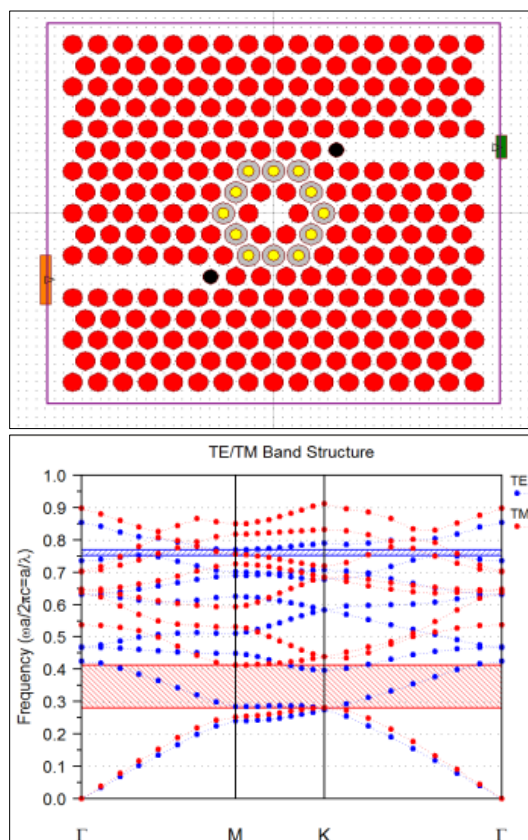 TE/TM Band Structure
TE
TM
Frequency (ωa/2πc=a/λ)
1.0
0.9
0.8
0.7
0.6
0.5
0.4
0.3
0.2
0.1
0.0
Γ M K Γ